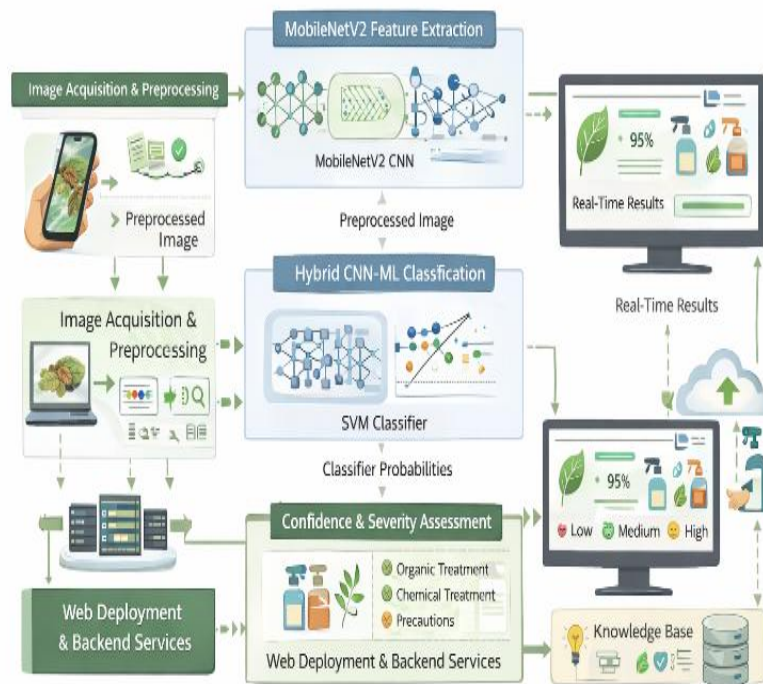 MobileNetV2 Feature Extraction
Image Acquisition & Preprocessing
MobileNetV2 CNN
Preprocessed
Image
95%
Real-Time Results
Preprocessed Image
Hybrid CNN-ML Classfication
Image Acquisition &
Preprocessing
SVM Classifier
Real-Time Results
Classifier Probabilities
95%
Low Medium High
Confidence & Severity Assessment
Organic Treatment
Chemical Treatment
Precautions
Web Deployment
& Backend Services
Web Deployment & Backend Services
Knowledge Base